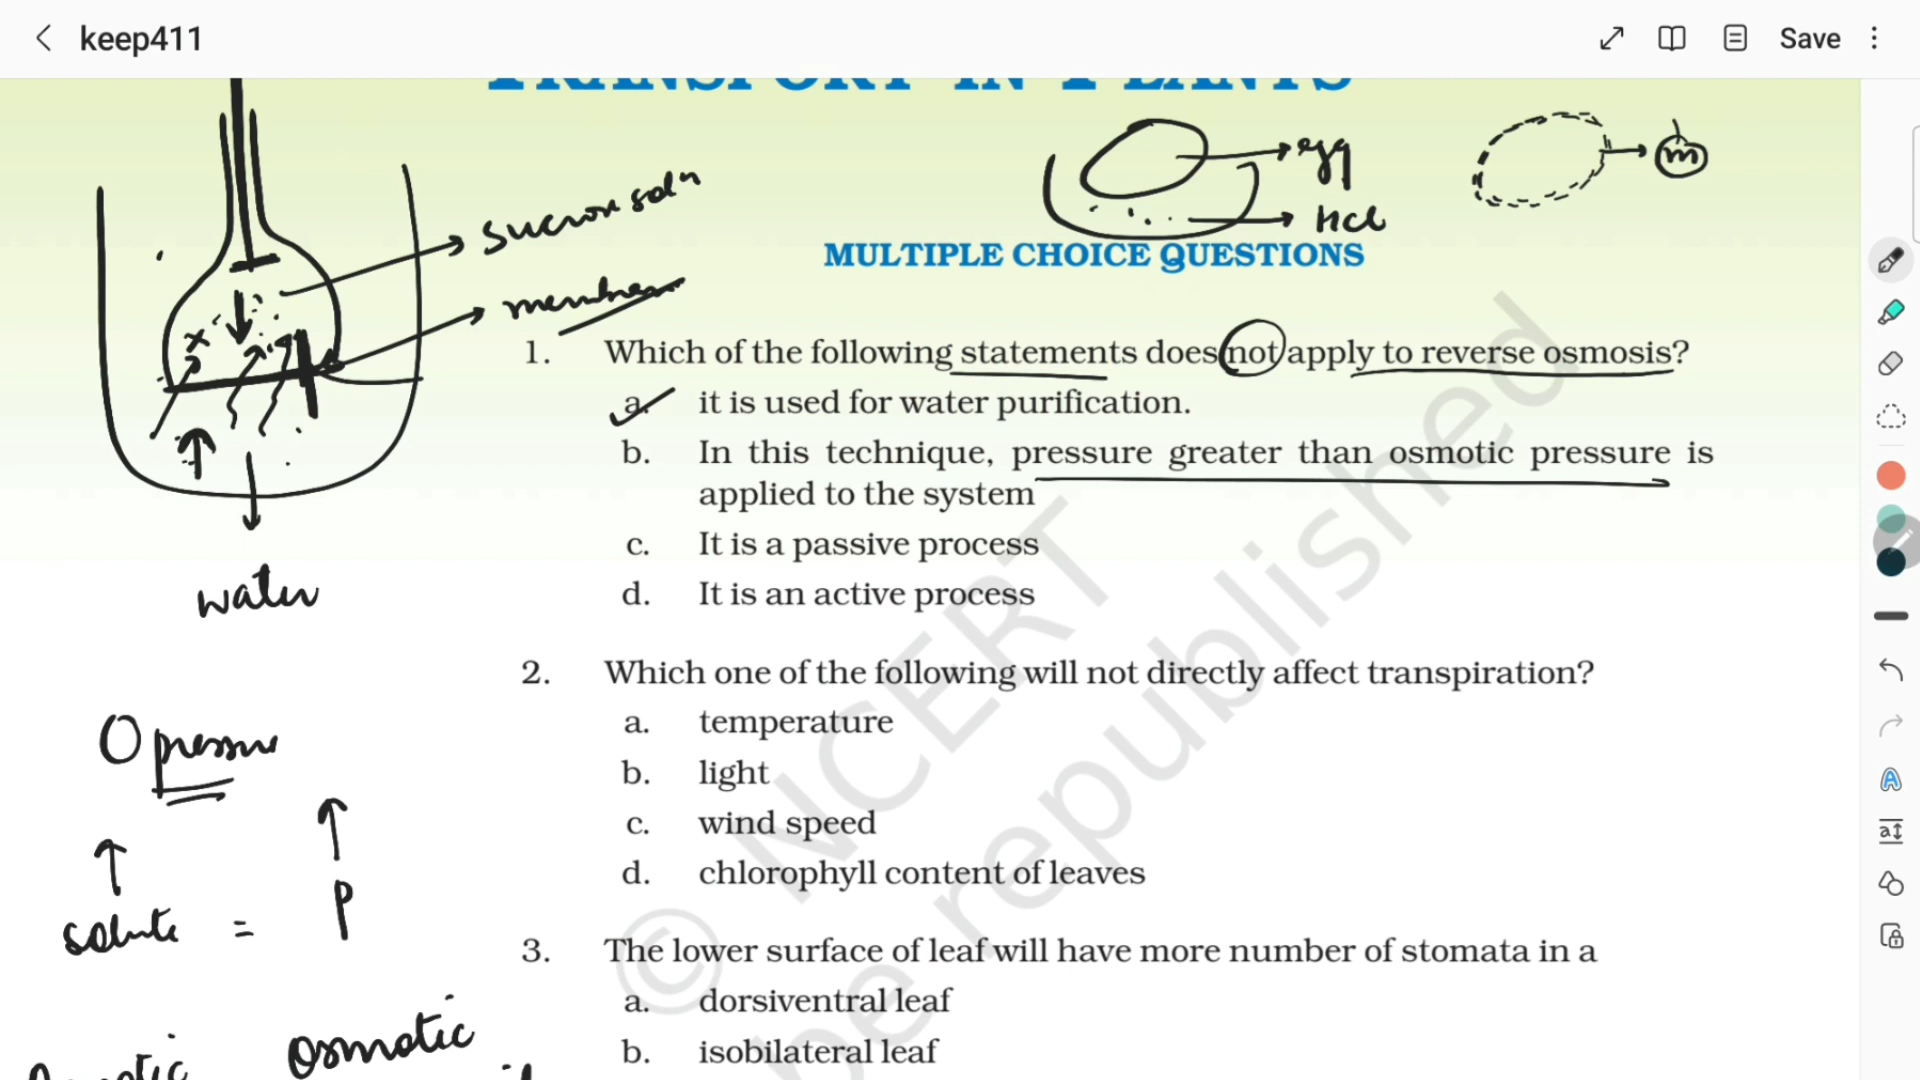 keep411
Save
TRANSPORT IN PLANTS
egg
m
HCl
sucrose soln
membrane
MULTIPLE CHOICE QUESTIONS
1. Which of the following statements does not apply to reverse osmosis?
a. it is used for water purification.
b. In this technique, pressure greater than osmotic pressure is
applied to the system
c. It is a passive process
d. It is an active process
water
2. Which one of the following will not directly affect transpiration?
a. temperature
b. light
c. wind speed
d. chlorophyll content of leaves
O pressure
solute = P
3. The lower surface of leaf will have more number of stomata in a
a. dorsiventral leaf
b. isobilateral leaf
osmotic
© NCERT
be republished